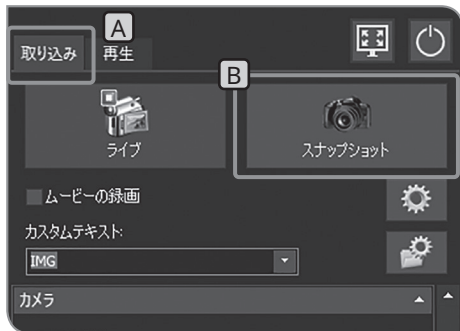 A
取り込み 再生
B
ライブ
スナップショット
ムービーの録画
カスタムテキスト:
IMG
カメラ